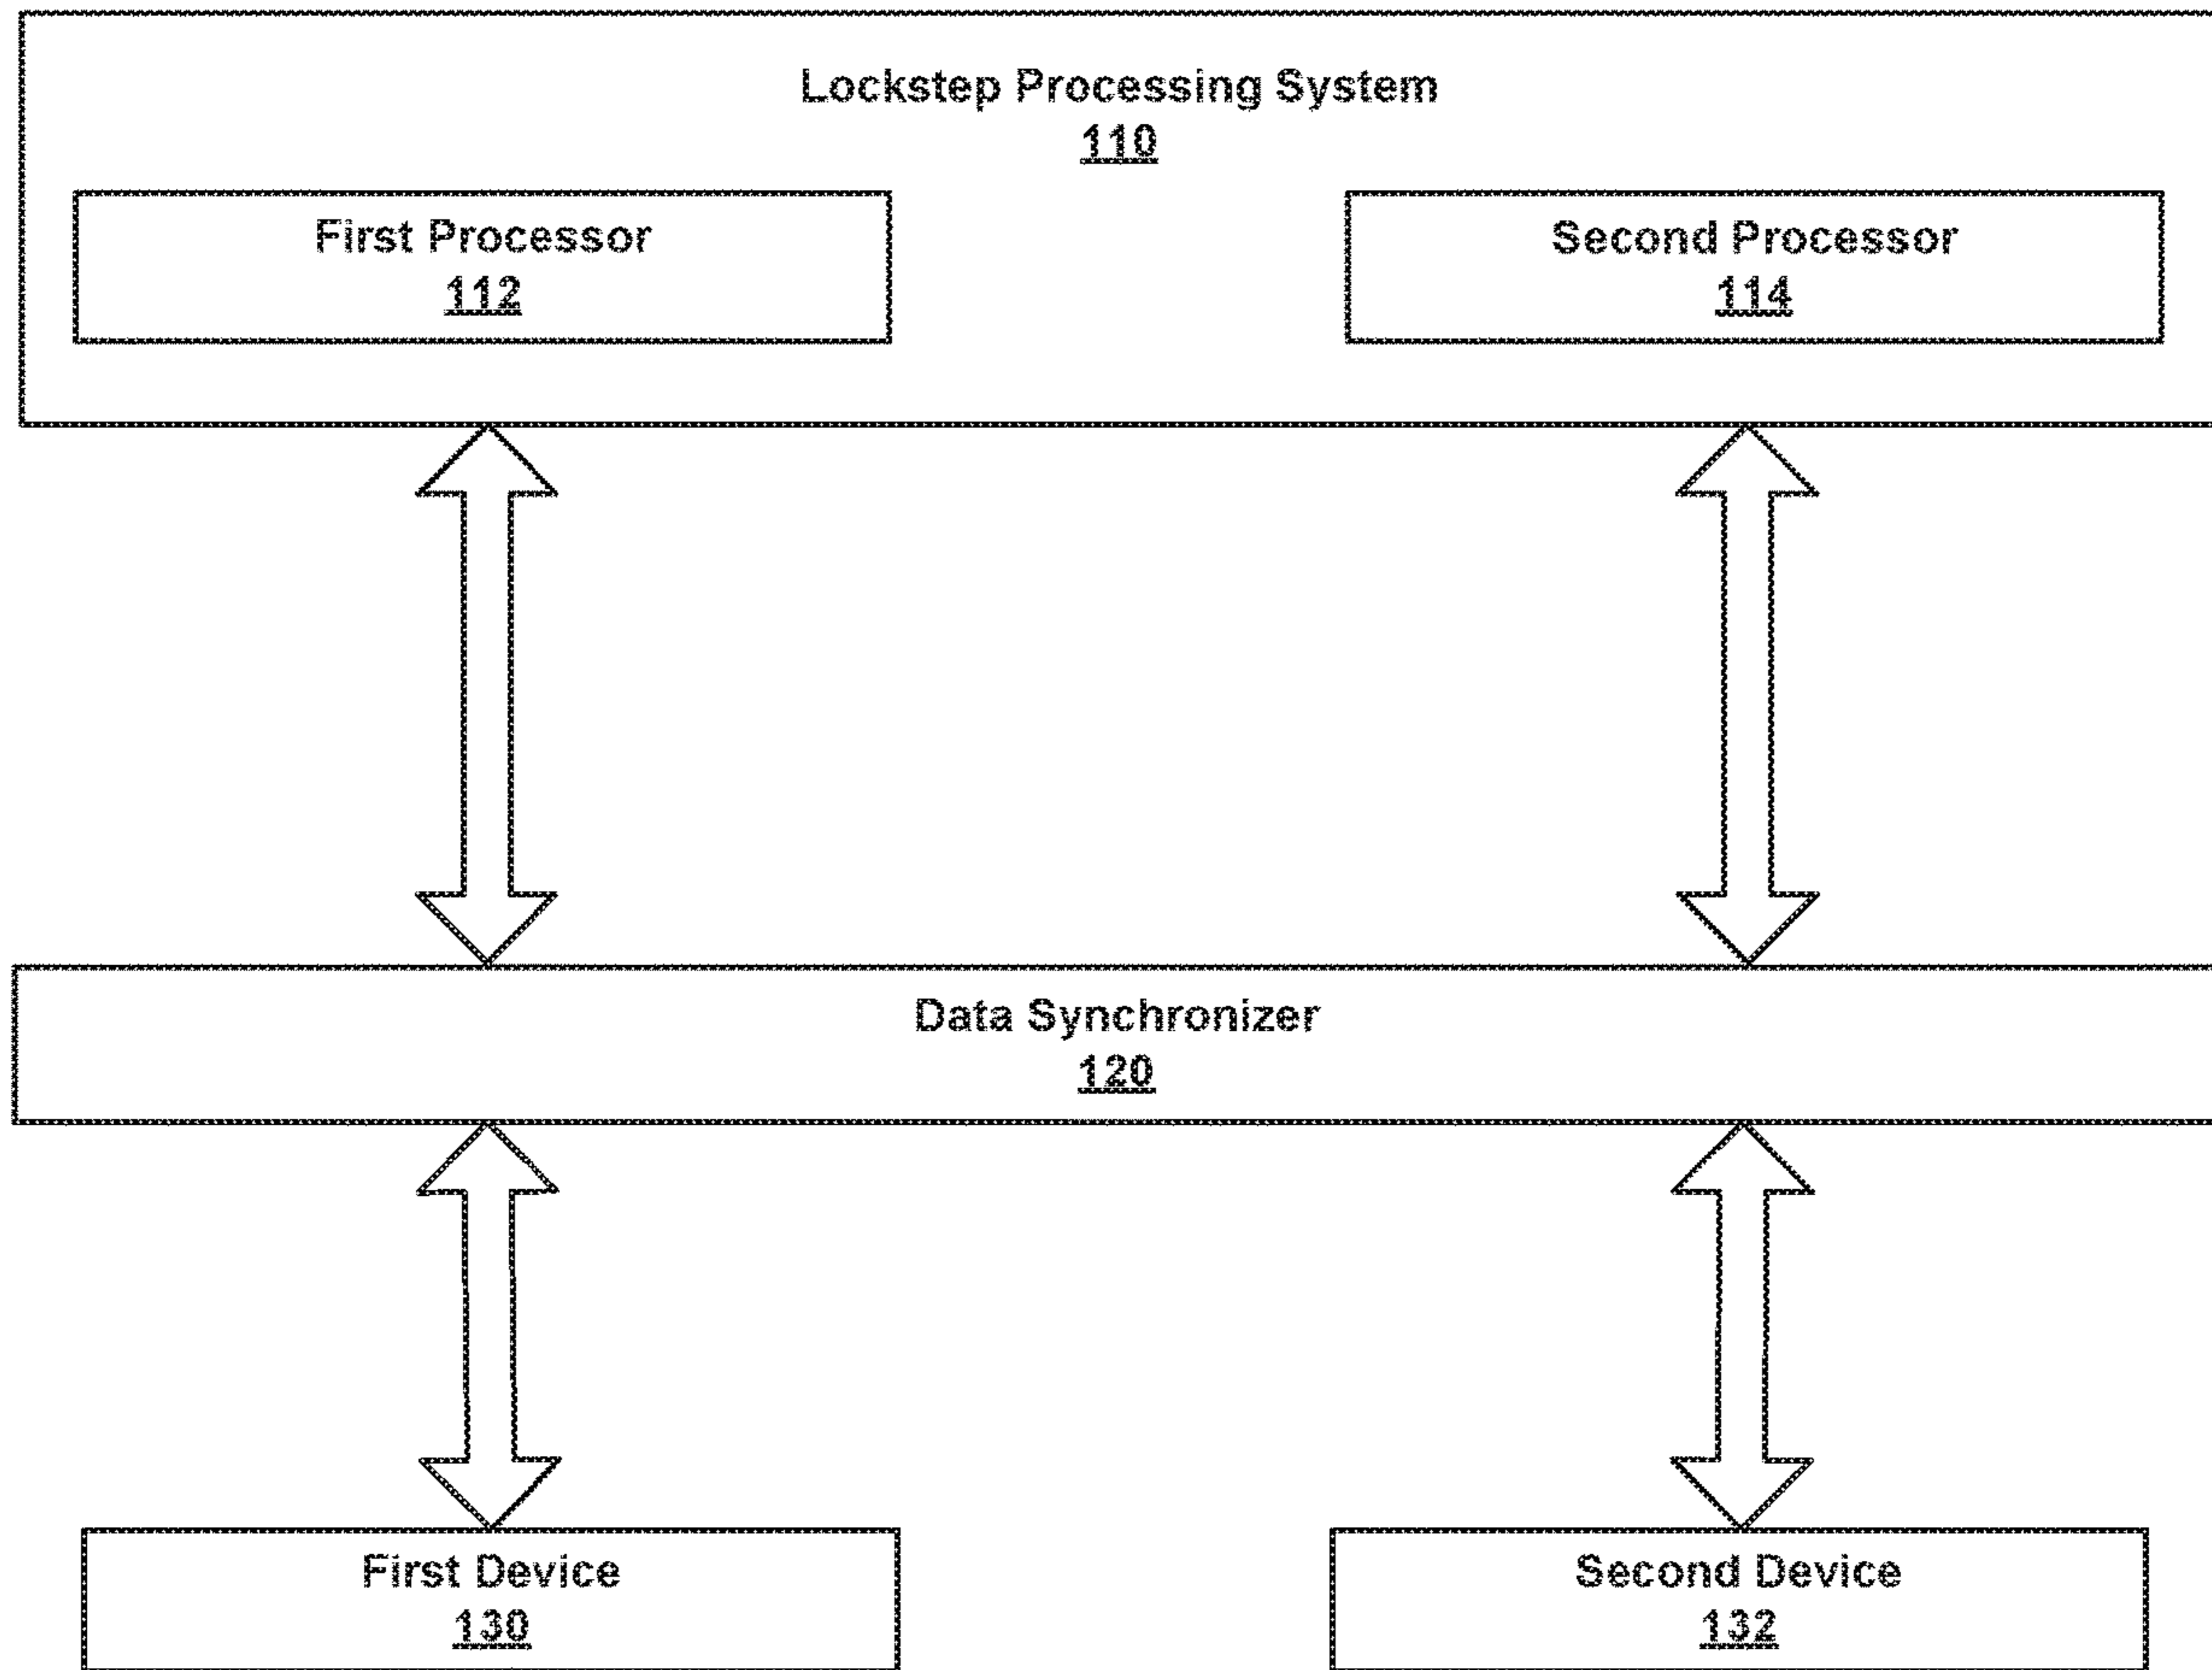 Lockstep Processing System
110
First Processor
112
Second Processor
114
Data Synchronizer
120
First Device
130
Second Device
132